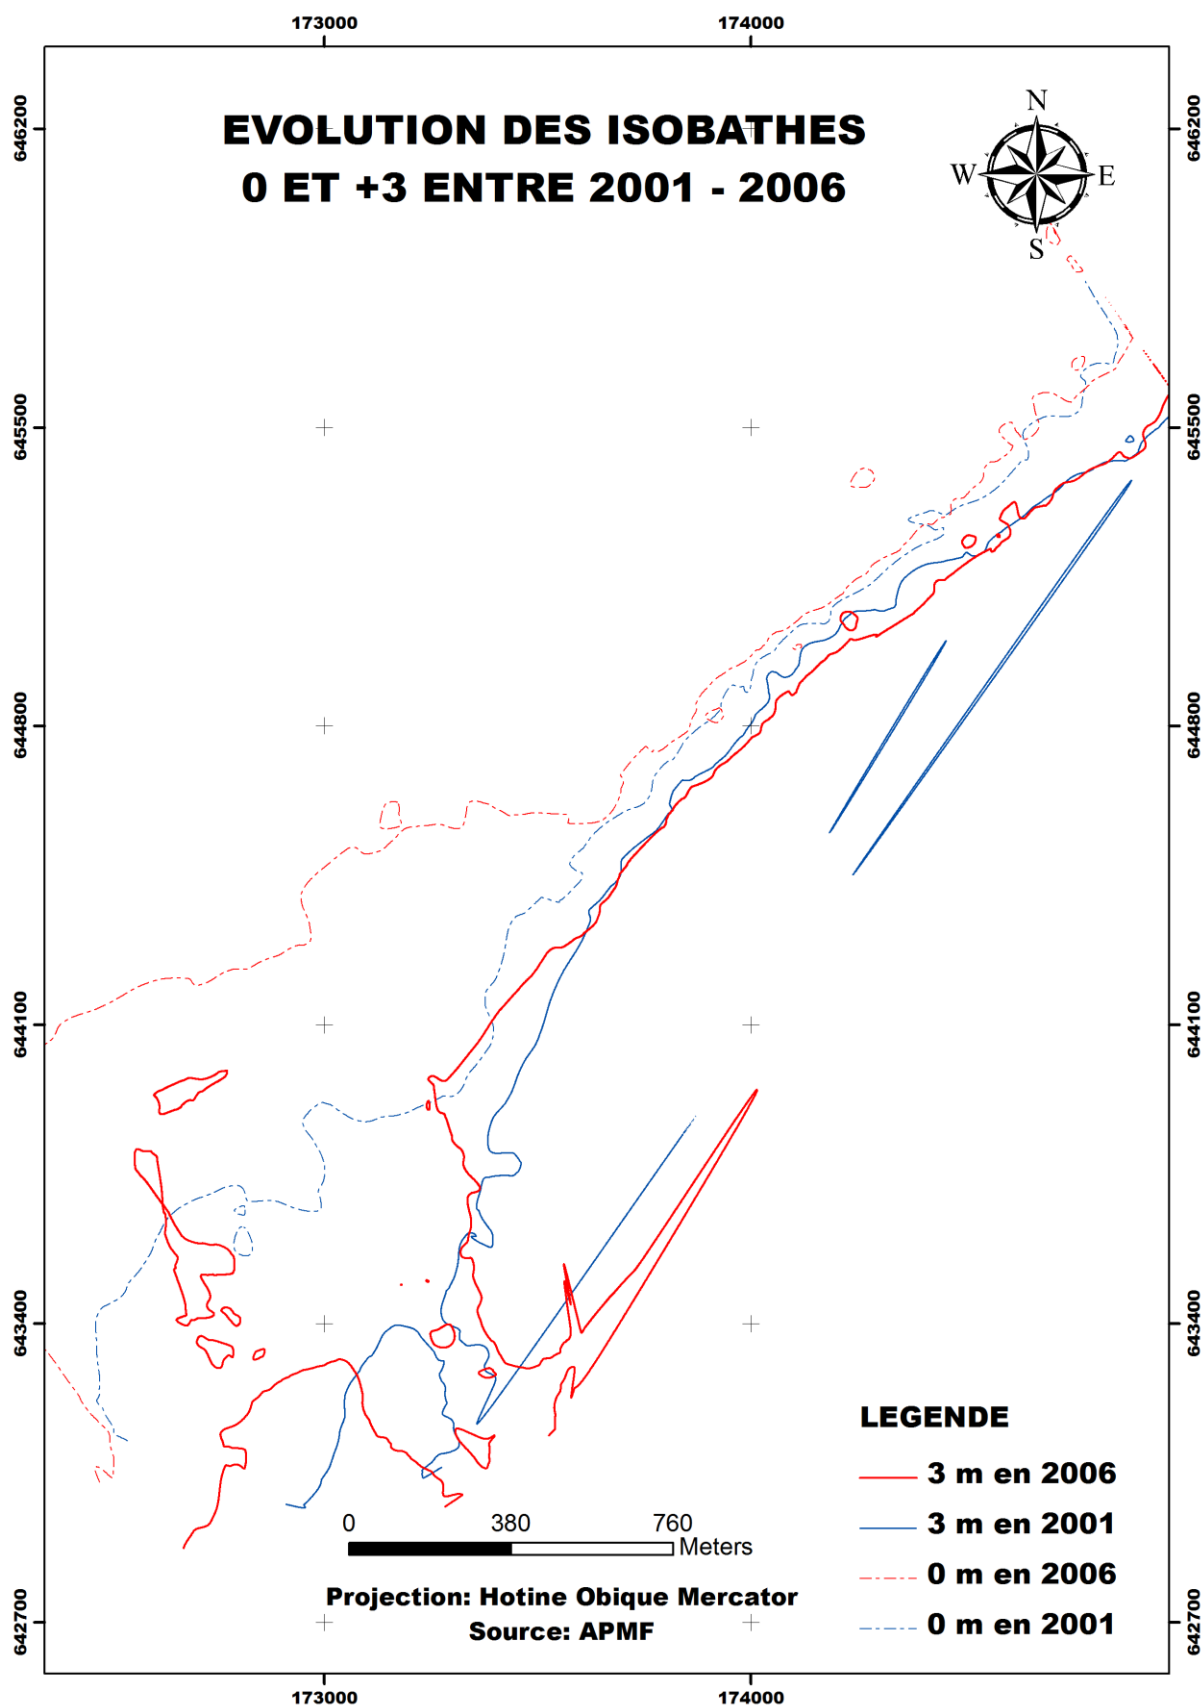 173000 174000
646200 646200
EVOLUTION DES ISOBATHES
0 ET +3 ENTRE 2001 - 2006
N
W E
S
645500 645500
644800 644800
644100 644100
643400 643400
LEGENDE
3 m en 2006
3 m en 2001
0 m en 2006
0 m en 2001
0 380 760
Meters
Projection: Hotine Obique Mercator
Source: APMF
642700 642700
173000 174000